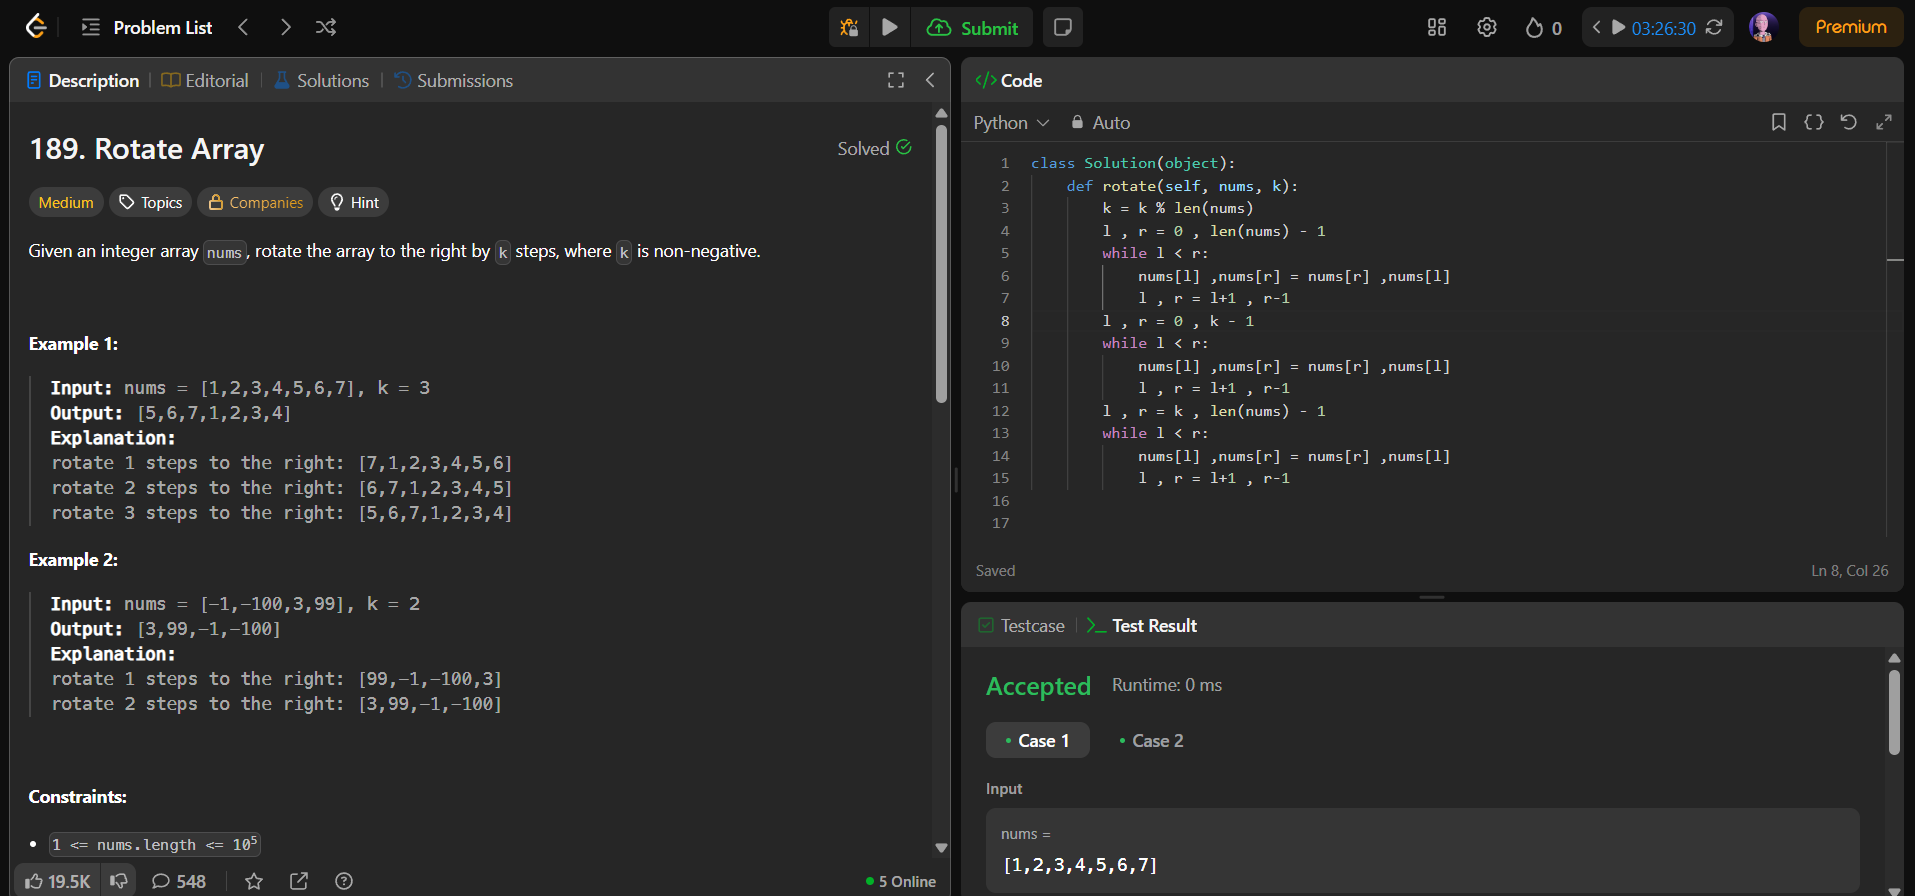 Problem List
Submit
0
03:26:30
Premium
Description
Editorial
Solutions
Submissions
189. Rotate Array
Solved
Medium
Topics
Companies
Hint
Given an integer array nums, rotate the array to the right by k steps, where k is non-negative.
Example 1:
Input: nums = [1,2,3,4,5,6,7], k = 3
Output: [5,6,7,1,2,3,4]
Explanation:
rotate 1 steps to the right: [7,1,2,3,4,5,6]
rotate 2 steps to the right: [6,7,1,2,3,4,5]
rotate 3 steps to the right: [5,6,7,1,2,3,4]
Example 2:
Input: nums = [-1,-100,3,99], k = 2
Output: [3,99,-1,-100]
Explanation:
rotate 1 steps to the right: [99,-1,-100,3]
rotate 2 steps to the right: [3,99,-1,-100]
Constraints:
• 1 <= nums.length <= 10⁵
19.5K
548
5 Online
</> Code
Python
Auto
1 class Solution(object):
2     def rotate(self, nums, k):
3         k = k % len(nums)
4         l , r = 0 , len(nums) - 1
5         while l < r:
6             nums[l] ,nums[r] = nums[r] ,nums[l]
7             l , r = l+1 , r-1
8         l , r = 0 , k - 1
9         while l < r:
10             nums[l] ,nums[r] = nums[r] ,nums[l]
11             l , r = l+1 , r-1
12         l , r = k , len(nums) - 1
13         while l < r:
14             nums[l] ,nums[r] = nums[r] ,nums[l]
15             l , r = l+1 , r-1
16
17
Saved
Ln 8, Col 26
Testcase
Test Result
Accepted
Runtime: 0 ms
Case 1
Case 2
Input
nums =
[1,2,3,4,5,6,7]